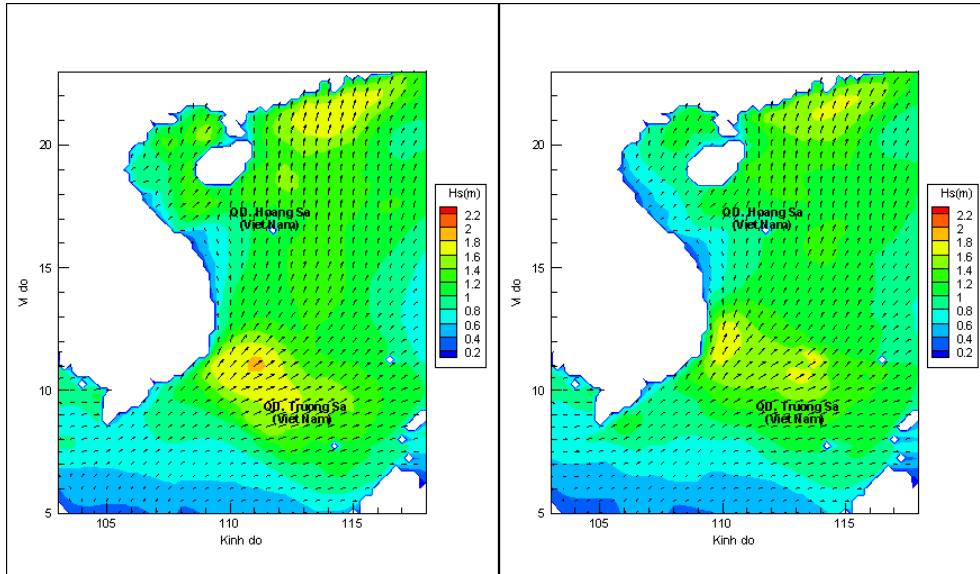 20
15
10
5
Vi do
105
110
115
Kinh do
QD. Hoang Sa
(Viet Nam)
QD. Truong Sa
(Viet Nam)
Hs(m)
2.2
2
1.8
1.6
1.4
1.2
1
0.8
0.6
0.4
0.2
20
15
10
5
Vi do
105
110
115
Kinh do
QD. Hoang Sa
(Viet Nam)
QD. Truong Sa
(Viet Nam)
Hs(m)
2.2
2
1.8
1.6
1.4
1.2
1
0.8
0.6
0.4
0.2